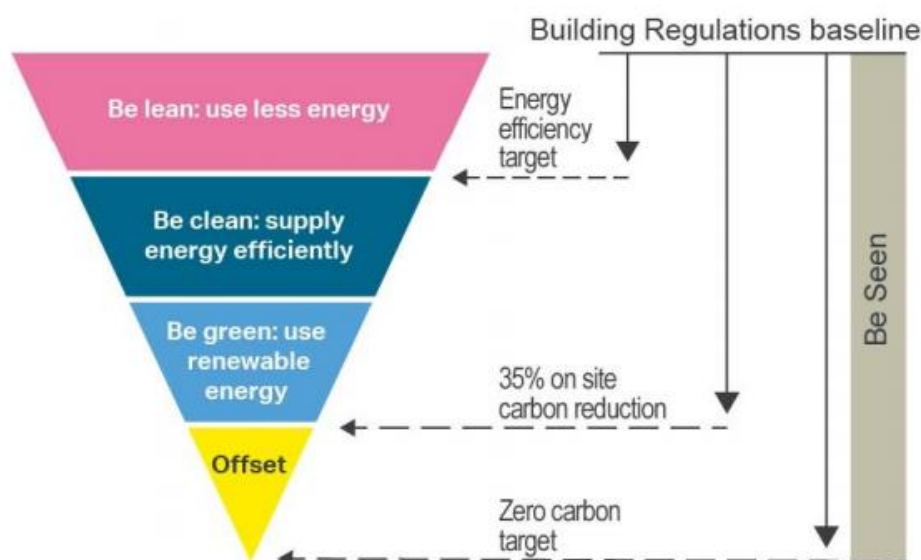 Building Regulations baseline
Be lean: use less energy
Energy
efficiency
target
Be clean: supply
energy efficiently
Be Seen
Be green: use
renewable
energy
35% on site
carbon reduction
Offset
Zero carbon
target